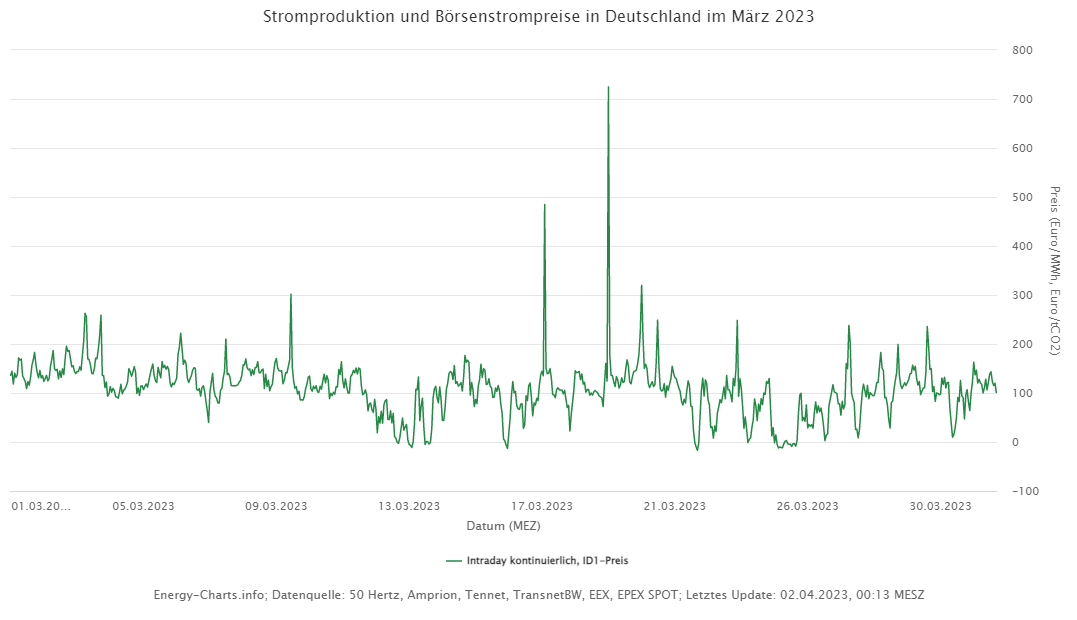 Stromproduktion und Börsenstrompreise in Deutschland im März 2023
800
700
600
500
400
300
200
100
0
−100
Preis (Euro/MWh, Euro/tCO2)
01.03.20... 05.03.2023 09.03.2023 13.03.2023 17.03.2023 21.03.2023 26.03.2023 30.03.2023
Datum (MEZ)
Intraday kontinuierlich, ID1-Preis
Energy-Charts.info; Datenquelle: 50 Hertz, Amprion, Tennet, TransnetBW, EEX, EPEX SPOT; Letztes Update: 02.04.2023, 00:13 MESZ